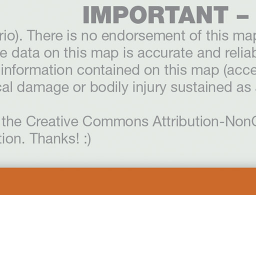 IMPORTANT –
rio). There is no endorsement of this map
e data on this map is accurate and reliab
information contained on this map (acce
cal damage or bodily injury sustained as
the Creative Commons Attribution-NonC
tion. Thanks! :)